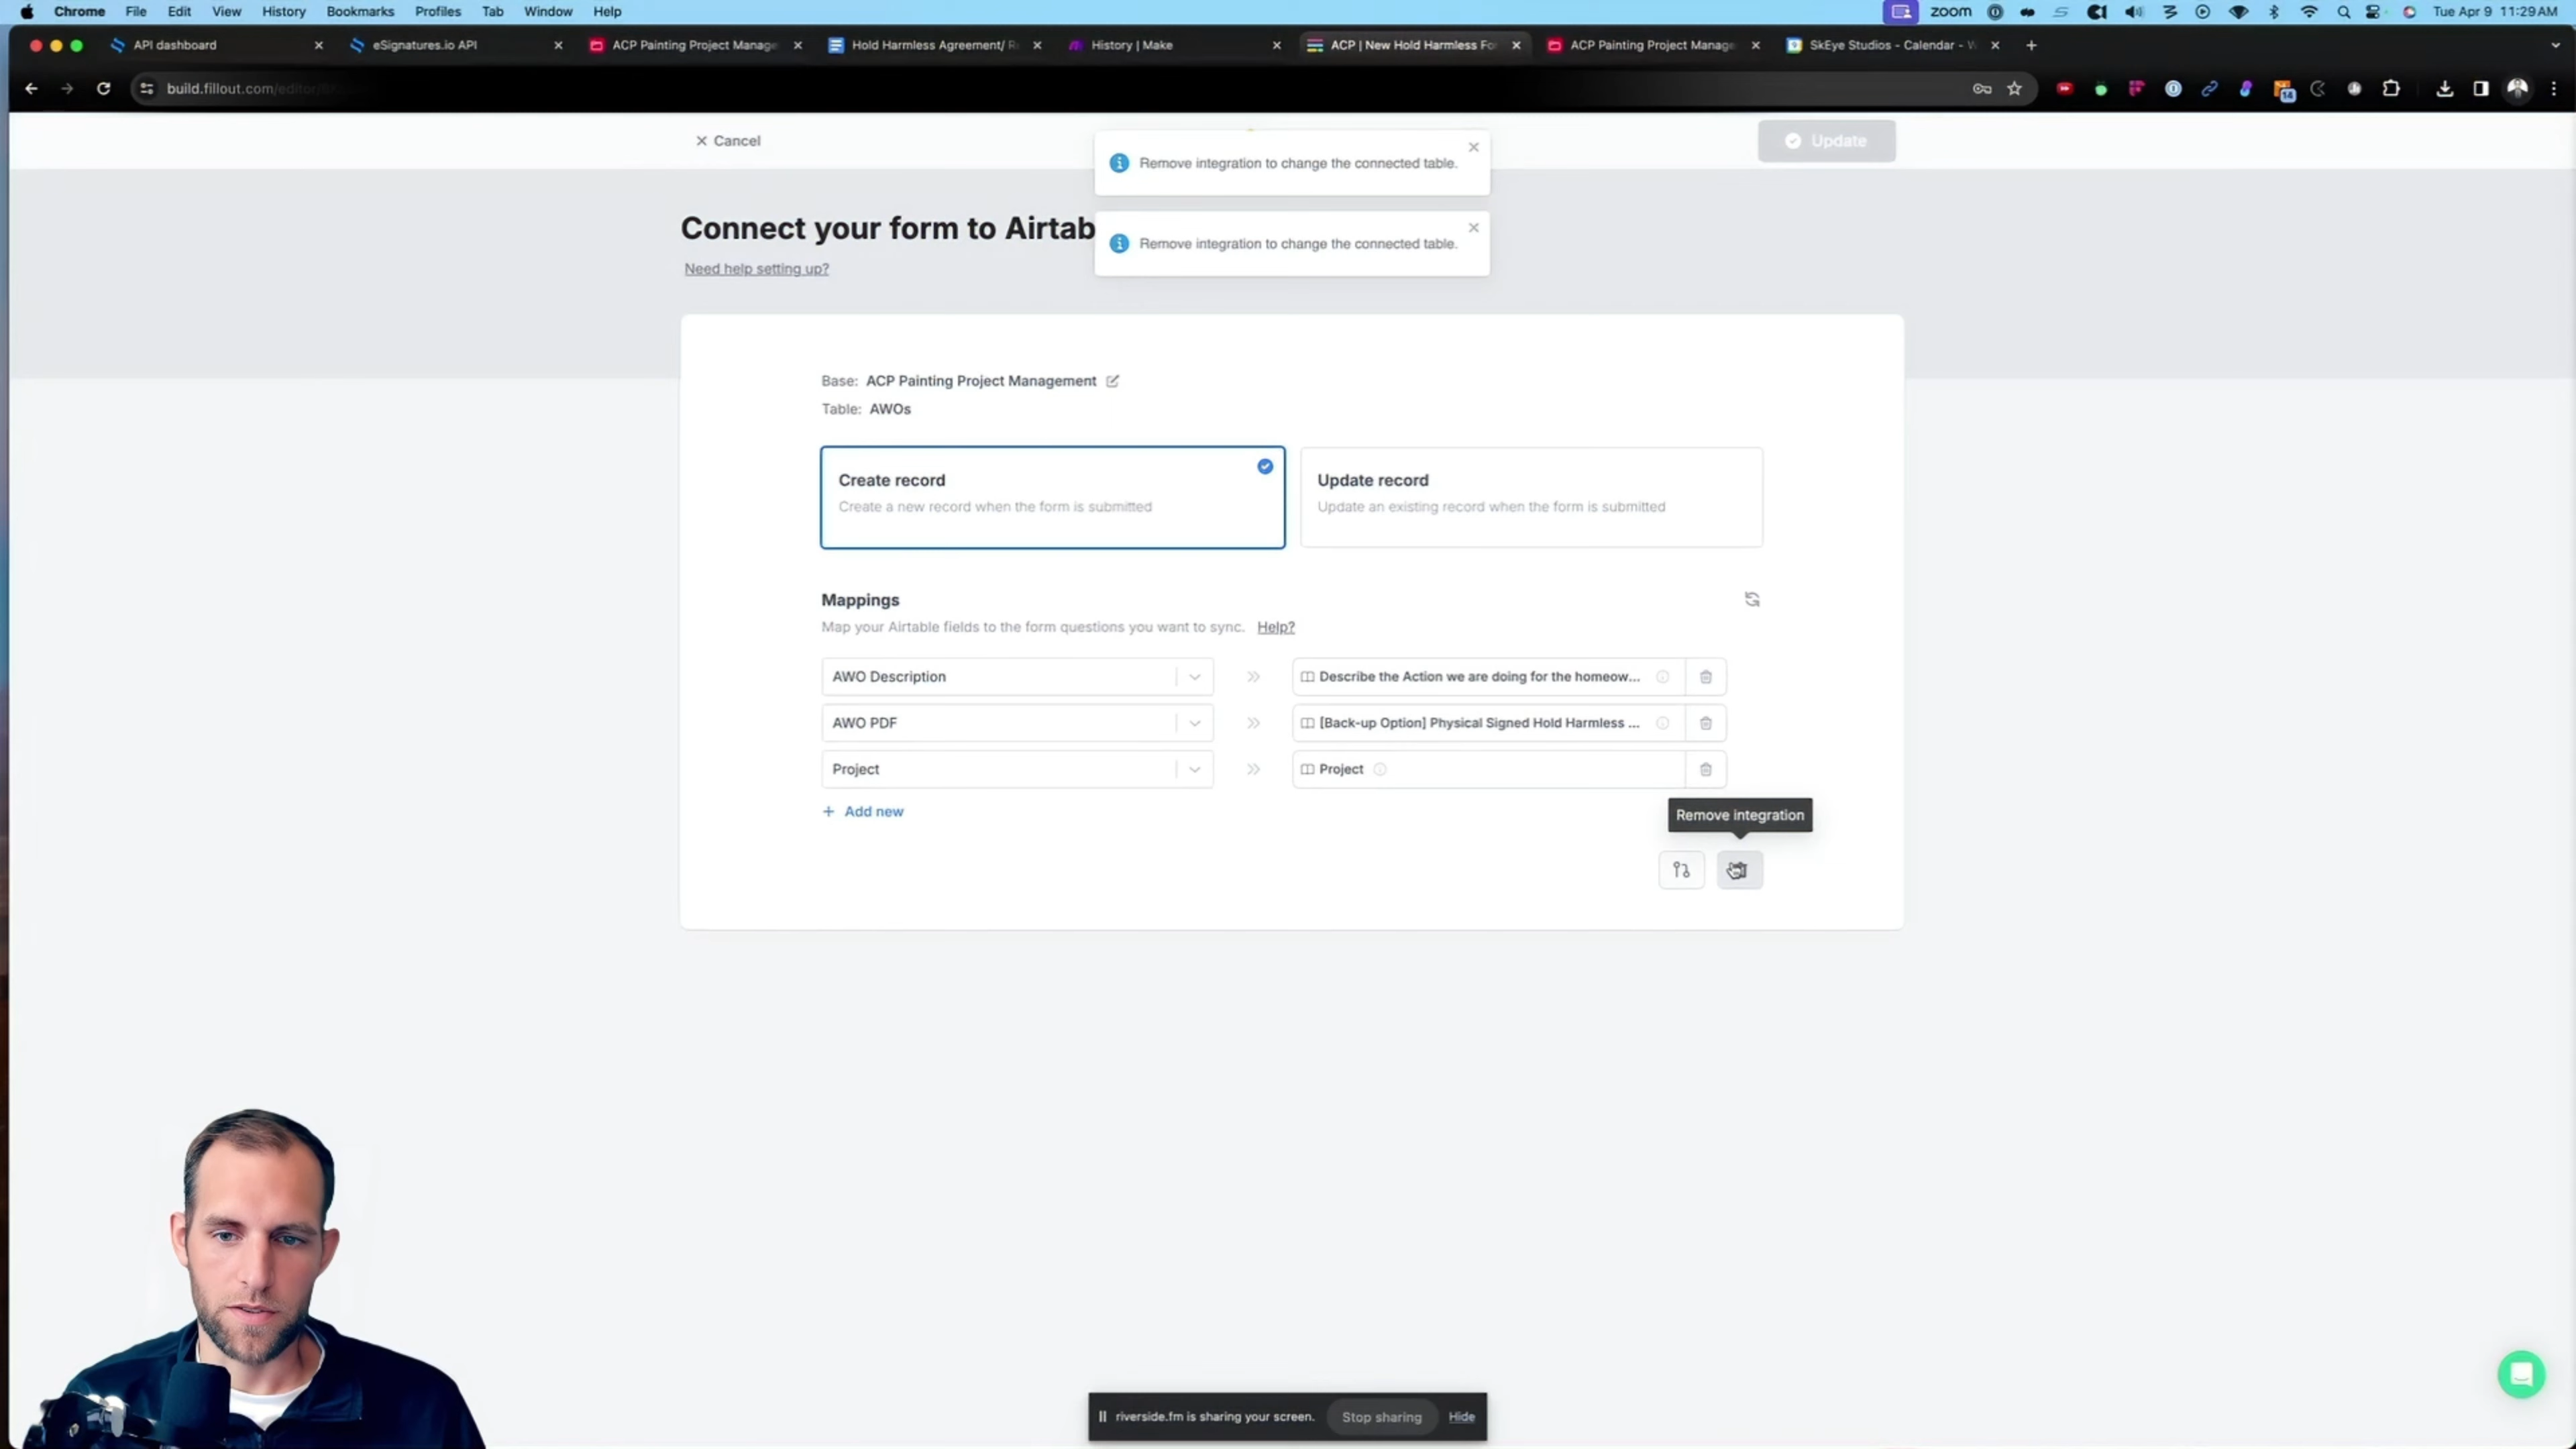 Chrome File Edit View History Bookmarks Profiles Tab Window Help zoom Tue Apr 9 11:29 AM
API dashboard eSignatures.io API ACP Painting Project Manage Hold Harmless Agreement/ R History | Make ACP | New Hold Harmless Fo ACP Painting Project Manage SkEye Studios - Calendar - W
build.fillout.com/editor/
14
Cancel
Remove integration to change the connected table.
Update
Connect your form to Airtab
Remove integration to change the connected table.
Need help setting up?
Base: ACP Painting Project Management
Table: AWOs
Create record
Create a new record when the form is submitted
Update record
Update an existing record when the form is submitted
Mappings
Map your Airtable fields to the form questions you want to sync. Help?
AWO Description
Describe the Action we are doing for the homeow...
AWO PDF
[Back-up Option] Physical Signed Hold Harmless ...
Project
Project
+ Add new
Remove integration
riverside.fm is sharing your screen. Stop sharing Hide